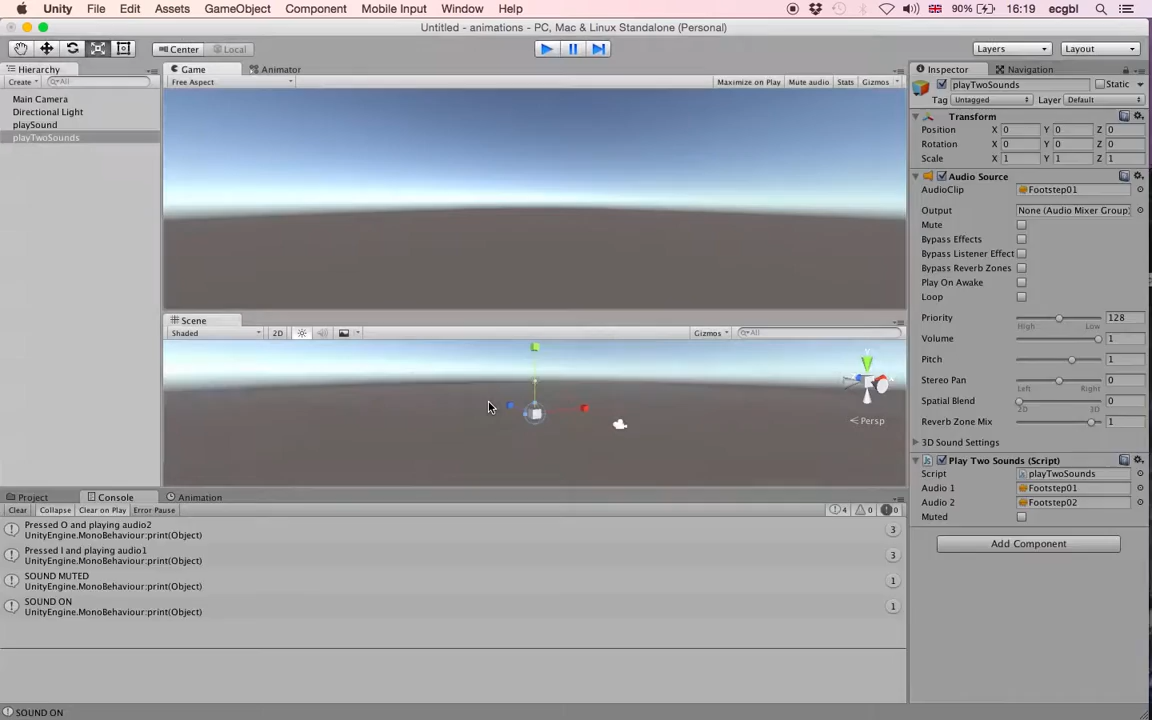 Unity File Edit Assets GameObject Component Mobile Input Window Help 90% 16:19 ecgbl
Untitled - animations - PC, Mac & Linux Standalone (Personal)
Center Local Layers Layout
Hierarchy
Create All
Main Camera
Directional Light
playSound
playTwoSounds
Game Animator
Free Aspect Maximize on Play Mute audio Stats Gizmos
Scene
Shaded 2D Gizmos All
Persp
Inspector Navigation
playTwoSounds Static
Tag Untagged Layer Default
Transform
Position X 0 Y 0 Z 0
Rotation X 0 Y 0 Z 0
Scale X 1 Y 1 Z 1
Audio Source
AudioClip Footstep01
Output None (Audio Mixer Group)
Mute
Bypass Effects
Bypass Listener Effect
Bypass Reverb Zones
Play On Awake
Loop
Priority 128
High Low
Volume 1
Pitch 1
Stereo Pan 0
Left Right
Spatial Blend 0
2D 3D
Reverb Zone Mix 1
3D Sound Settings
Play Two Sounds (Script)
Script playTwoSounds
Audio 1 Footstep01
Audio 2 Footstep02
Muted
Add Component
Project Console Animation
Clear Collapse Clear on Play Error Pause 4 0 0
Pressed O and playing audio2 3
UnityEngine.MonoBehaviour:print(Object)
Pressed I and playing audio1 3
UnityEngine.MonoBehaviour:print(Object)
SOUND MUTED 1
UnityEngine.MonoBehaviour:print(Object)
SOUND ON 1
UnityEngine.MonoBehaviour:print(Object)
SOUND ON